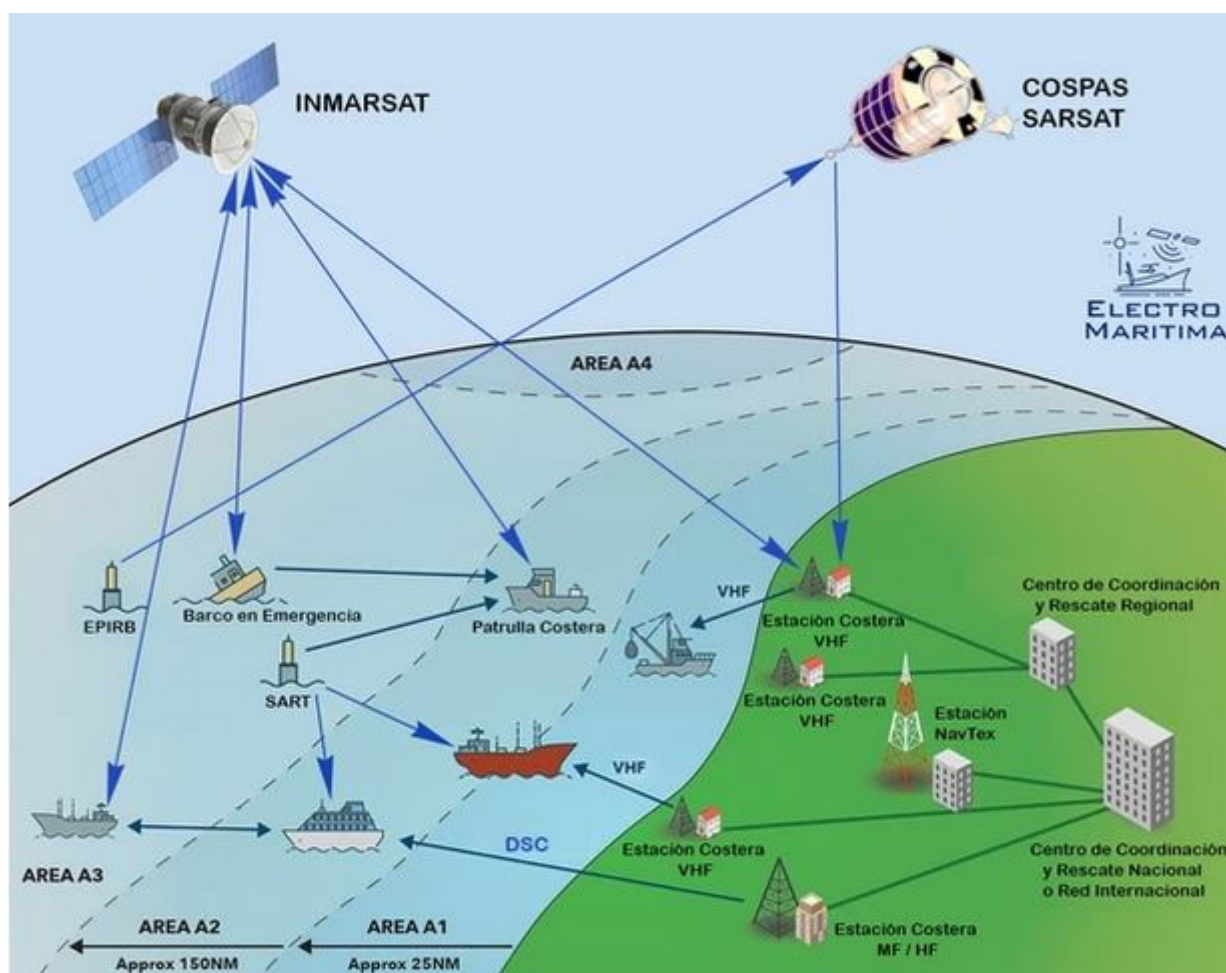 INMARSAT
COSPAS
SARSAT
ELECTRO
MARITIMA
AREA A4
EPIRB
Barco en Emergencia
Patrulla Costera
VHF
Estación Costera
VHF
Centro de Coordinación
y Rescate Regional
SART
Estación Costera
VHF
Estación
NavTex
VHF
DSC
Estación Costera
VHF
Centro de Coordinación
y Rescate Nacional
o Red Internacional
AREA A3
AREA A2
Approx 150NM
AREA A1
Approx 25NM
Estación Costera
MF / HF